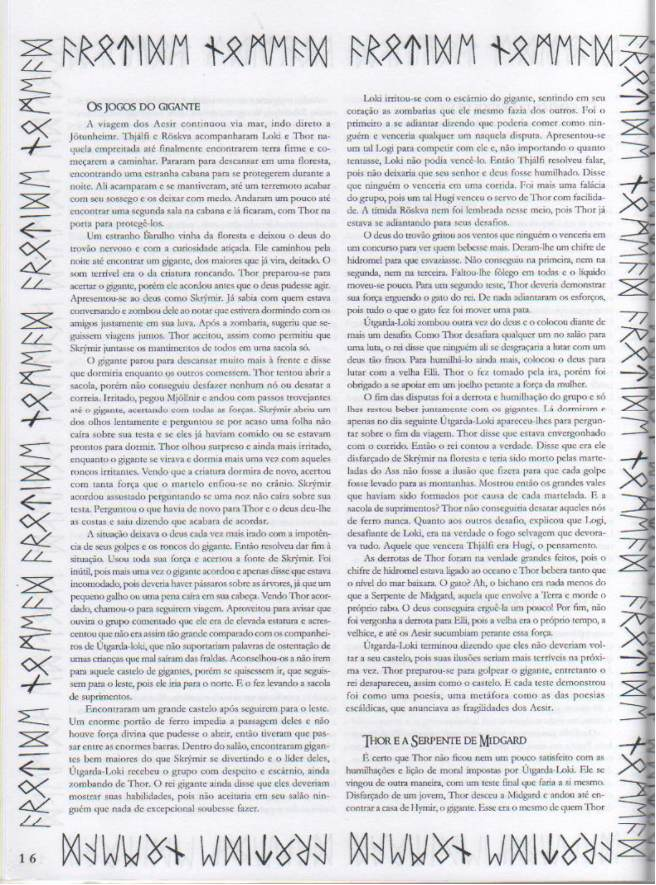 OS JOGOS DO GIGANTE
A viagem dos Aesir continuou via mar, indo direto a
Jötunheimr. Thjálfi e Röskva acompanharam Loki e Thor na-
quela empreitada até finalmente encontrarem terra firme e co-
meçarem a caminhar. Pararam para descansar em uma floresta,
encontrando uma estranha cabana para se protegerem durante a
noite. Ali acamparam e se mantiveram, até um terremoto acabar
com seu sossego e os deixar com medo. Andaram um pouco até
encontrar uma segunda sala na cabana e lá ficaram, com Thor na
porta para protegê-los.
Um estranho barulho vinha da floresta e deixou o deus do
trovão nervoso e com a curiosidade atiçada. Ele caminhou pela
noite até encontrar um gigante, dos maiores que já vira, deitado. O
som terrível era o da criatura roncando. Thor preparou-se para
acertar o gigante, porém ele acordou antes que o deus pudesse agir.
Apresentou-se ao deus como Skrýmir. Já sabia com quem estava
conversando e zombou dele ao notar que estivera dormindo com os
amigos justamente em sua luva. Após a zombaria, sugeriu que se-
guissem viagem juntos. Thor aceitou, assim como permitiu que
Skrýmir juntasse os mantimentos de todos em uma sacola só.
O gigante parou para descansar muito mais à frente e disse
que dormiria enquanto os outros comessem. Thor tentou abrir a
sacola, porém não conseguiu desfazer nenhum nó ou desatar a
correia. Irritado, pegou Mjöllnir e andou com passos trovejantes
até o gigante, acertando com todas as forças. Skrýmir abriu um
dos olhos lentamente e perguntou se por acaso uma folha não
caíra sobre sua testa e se eles já haviam comido ou se estavam
prontos para dormir. Thor olhou surpreso e ainda mais irritado,
enquanto o gigante se virava e dormia mais uma vez com aqueles
roncos irritantes. Vendo que a criatura dormira de novo, acertou
com tanta força que o martelo enfiou-se no crânio. Skrýmir
acordou assustado perguntando se uma noz não caíra sobre sua
testa. Perguntou o que havia de novo para Thor e o deus deu-lhe
as costas e saiu dizendo que acabara de acordar.
A situação deixava o deus cada vez mais irado com a impotên-
cia de seus golpes e os roncos do gigante. Então resolveu dar fim à
situação. Usou toda sua força e acertou a fonte de Skrýmir. Foi
inútil, pois mais uma vez o gigante acordou e apenas disse que estava
incomodado, pois deveria haver pássaros sobre as árvores, já que um
pequeno galho ou uma pena caíra em sua cabeça. Vendo Thor acor-
dado, chamou-o para seguirem viagem. Aproveitou para avisar que
ouvira o grupo comentado que ele era de elevada estatura e acres-
centou que não era assim tão grande comparado com os companhei-
ros de Útgarda-loki, que não suportariam palavras de ostentação de
umas crianças que mal saíram das fraldas. Aconselhou-os a não irem
para aquele castelo de gigantes, porém se quisessem ir, que seguis-
sem para o leste, pois ele iria para o norte. E o fez levando a sacola
de suprimentos.
Encontraram um grande castelo após seguirem para o leste.
Um enorme portão de ferro impedia a passagem deles e não
houve força divina que pudesse o abrir, então tiveram que pas-
sar entre as enormes barras. Dentro do salão, encontraram gigan-
tes bem maiores do que Skrýmir se divertindo e o líder deles,
Útgarda-Loki recebeu o grupo com despeito e escárnio, ainda
zombando de Thor. O rei gigante ainda disse que eles deveriam
mostrar suas habilidades, pois não aceitaria em seu salão nin-
guém que nada de excepcional soubesse fazer.
Loki irritou-se com o escárnio do gigante, sentindo em seu
coração as zombarias que ele mesmo fazia dos outros. Foi o
primeiro a se adiantar dizendo que poderia comer como nin-
guém e venceria qualquer um naquela disputa. Apresentou-se
um tal Logi para competir com ele e, não importando o quanto
tentasse, Loki não podia vencê-lo. Então Thjálfi resolveu falar,
pois não deixaria que seu senhor e deus fosse humilhado. Disse
que ninguém o venceria em uma corrida. Foi mais uma falácia
do grupo, pois um tal Hugi venceu o servo de Thor com facilida-
de. A tímida Röskva nem foi lembrada nesse meio, pois Thor já
estava se adiantando para seus desafios.
O deus do trovão gritou aos ventos que ninguém o venceria em
um concurso para ver quem bebesse mais. Deram-lhe um chifre de
hidromel para que esvaziasse. Não conseguiu na primeira, nem na
segunda, nem na terceira. Faltou-lhe fôlego em todas e o líquido
moveu-se pouco. Para um segundo teste, Thor deveria demonstrar
sua força erguendo o gato do rei. De nada adiantaram os esforços,
pois tudo o que o gato fez foi mover uma pata.
Útgarda-Loki zombou outra vez do deus e o colocou diante de
mais um desafio. Como Thor desafiara qualquer um no salão para
uma luta, o rei disse que ninguém ali se desgraçaria a lutar com um
deus tão fraco. Para humilhá-lo ainda mais, colocou o deus para
lutar com a velha Elli. Thor o fez tomado pela ira, porém foi
obrigado a se apoiar em um joelho perante a força da mulher.
O fim das disputas foi a derrota e humilhação do grupo e só
lhes restou beber juntamente com os gigantes. Lá dormiram e
apenas no dia seguinte Útgarda-Loki apareceu-lhes para pergun-
tar sobre o fim da viagem. Thor disse que estava envergonhado
com o corrido. Então o rei contou a verdade. Disse que era ele
disfarçado de Skrýmir na floresta e teria sido morto pelas marte-
ladas do Ass não fosse a ilusão que fizera para que cada golpe
fosse levado para as montanhas. Mostrou então os grandes vales
que haviam sido formados por causa de cada martelada. E a
sacola de suprimentos? Thor não conseguiria desatar aqueles nós
de ferro nunca. Quanto aos outros desafio, explicou que Logi,
desafiante de Loki, era na verdade o fogo selvagem que devora-
va tudo. Aquele que vencera Thjálfi era Hugi, o pensamento.
As derrotas de Thor foram na verdade grandes feitos, pois o
chifre de hidromel estava ligado ao oceano e Thor bebera tanto que
o nível do mar baixara. O gato? Ah, o bichano era nada menos do
que a Serpente de Midgard, aquela que envolve a Terra e morde o
próprio rabo. O deus conseguira erguê-la um pouco! Por fim, não
foi vergonha a derrota para Elli, pois a velha era o próprio tempo, a
velhice, e até os Aesir sucumbiam perante essa força.
Útgarda-Loki terminou dizendo que eles não deveriam vol-
tar a seu castelo, pois suas ilusões seriam mais terríveis na próxi-
ma vez. Thor preparou-se para golpear o gigante, entretanto o
rei desapareceu, assim como o castelo. E cada teste demonstrou
foi como uma poesia, uma metáfora como as das poesias
escáldicas, que anunciava as fragilidades dos Aesir.
THOR E A SERPENTE DE MIDGARD
É certo que Thor não ficou nem um pouco satisfeito com as
humilhações e lição de moral impostas por Útgarda-Loki. Ele se
vingou de outra maneira, com um teste final que faria a si mesmo.
Disfarçado de um jovem, Thor desceu a Midgard e andou até en-
contrar a casa de Hymir, o gigante. Esse era o mesmo de quem Thor
16